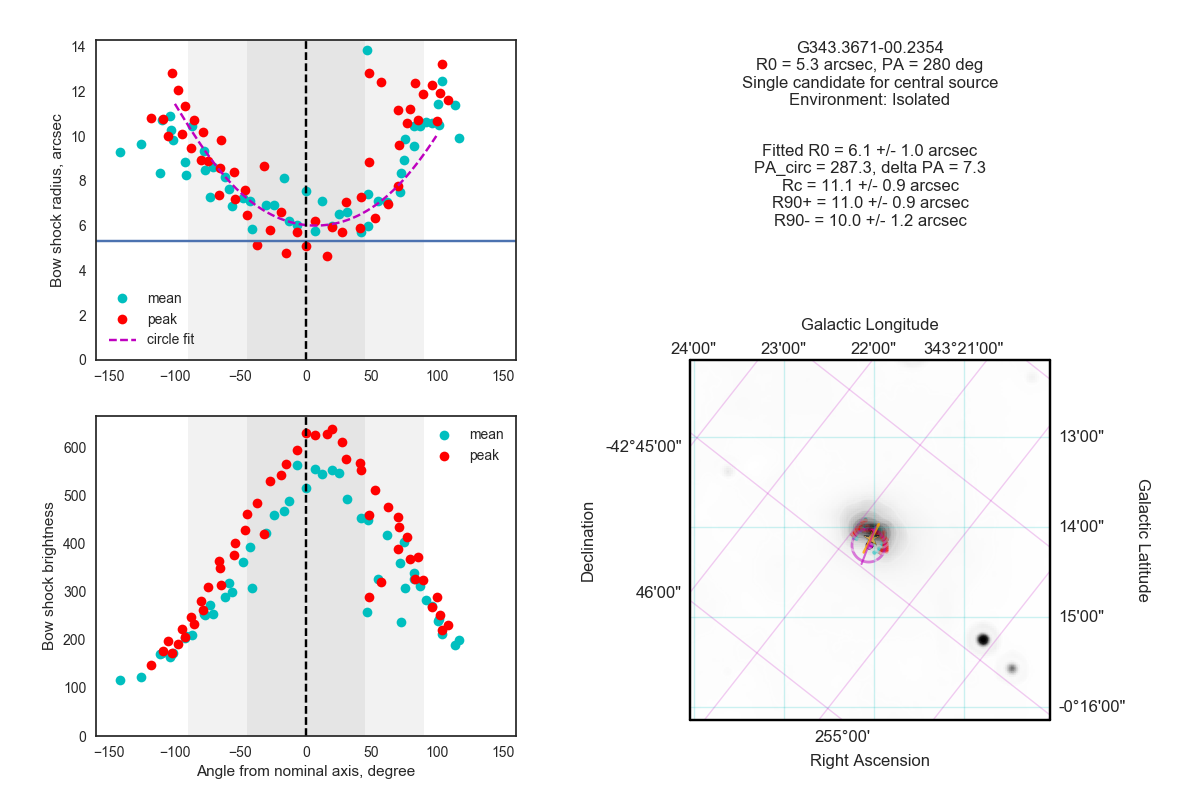 14
12
10
8
6
4
2
0
Bow shock radius, arcsec
mean
peak
circle fit
−150
−100
−50
0
50
100
150
600
500
400
300
200
100
0
Bow shock brightness
mean
peak
−150
−100
−50
0
50
100
150
Angle from nominal axis, degree
G343.3671-00.2354
R0 = 5.3 arcsec, PA = 280 deg
Single candidate for central source
Environment: Isolated
Fitted R0 = 6.1 +/- 1.0 arcsec
PA_circ = 287.3, delta PA = 7.3
Rc = 11.1 +/- 0.9 arcsec
R90+ = 11.0 +/- 0.9 arcsec
R90- = 10.0 +/- 1.2 arcsec
Galactic Longitude
24'00" 23'00" 22'00" 343°21'00"
-42°45'00"
46'00"
Declination
13'00"
14'00"
15'00"
-0°16'00"
Galactic Latitude
255°00'
Right Ascension